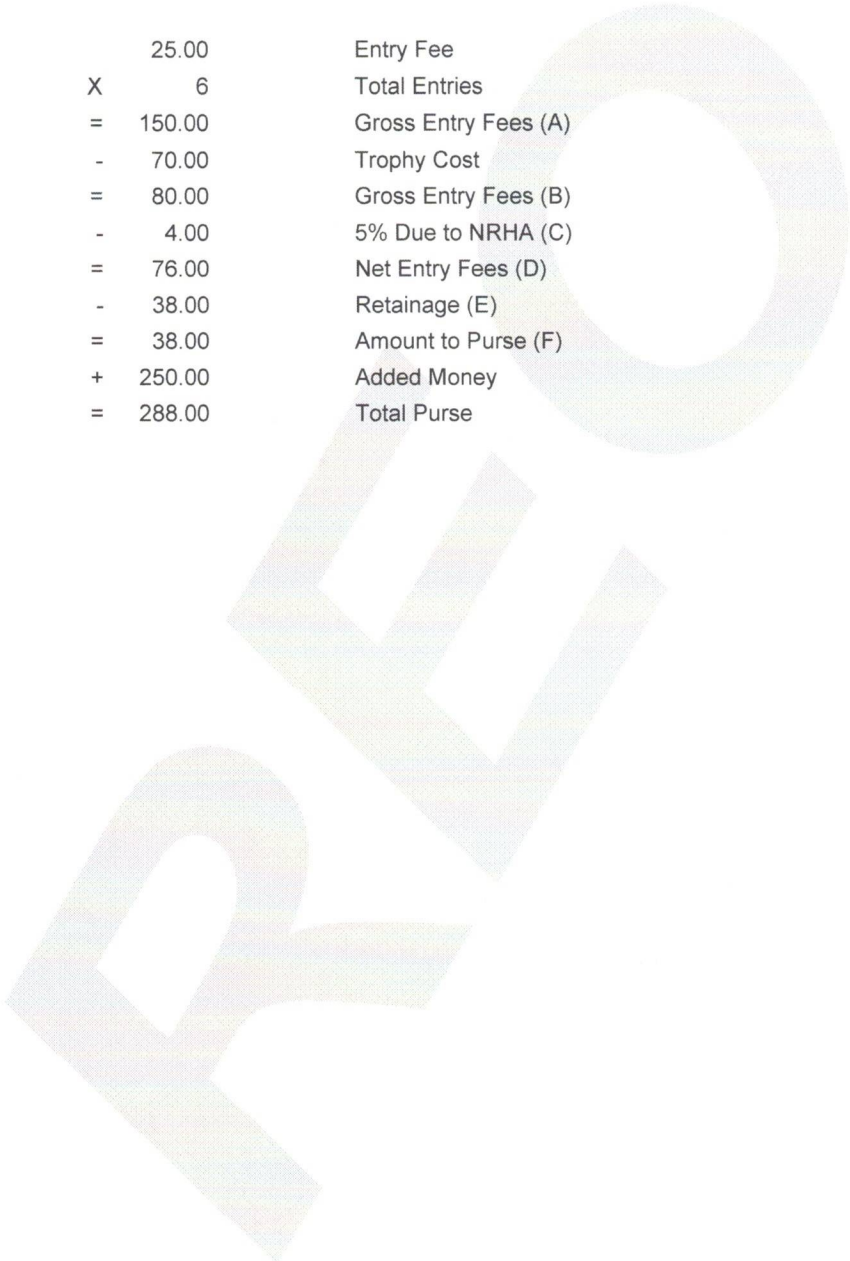 25.00 Entry Fee
X 6 Total Entries
= 150.00 Gross Entry Fees (A)
- 70.00 Trophy Cost
= 80.00 Gross Entry Fees (B)
- 4.00 5% Due to NRHA (C)
= 76.00 Net Entry Fees (D)
- 38.00 Retainage (E)
= 38.00 Amount to Purse (F)
+ 250.00 Added Money
= 288.00 Total Purse
REO